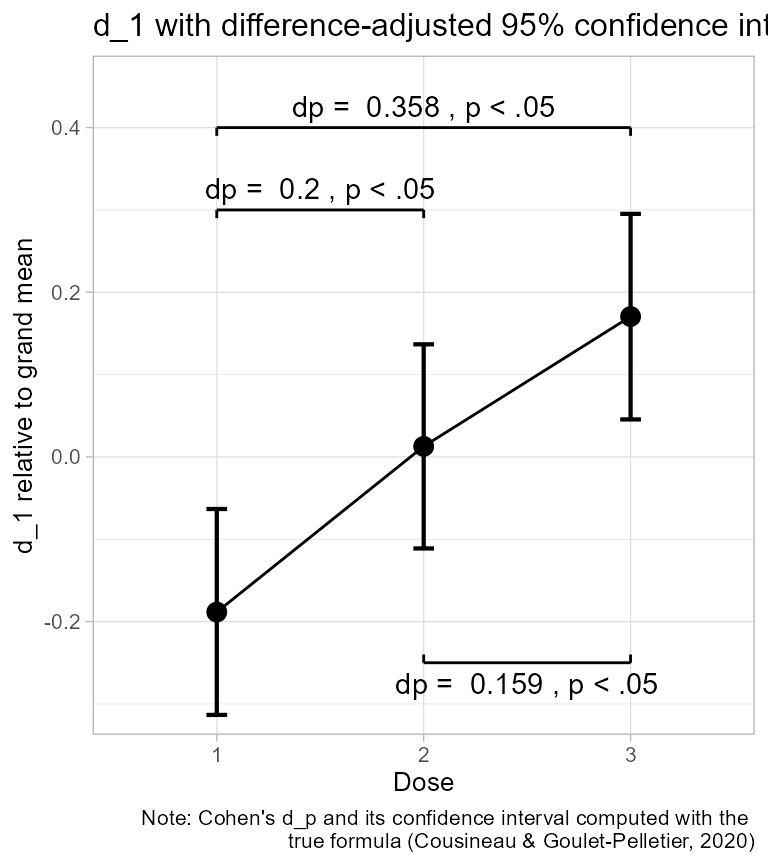 d_1 with difference-adjusted 95% confidence int
dp =  0.358 , p < .05
0.4
dp =  0.2 , p < .05
0.2
d_1 relative to grand mean
0.0
-0.2
dp =  0.159 , p < .05
1 2 3
Dose
Note: Cohen's d_p and its confidence interval computed with the
true formula (Cousineau & Goulet-Pelletier, 2020)